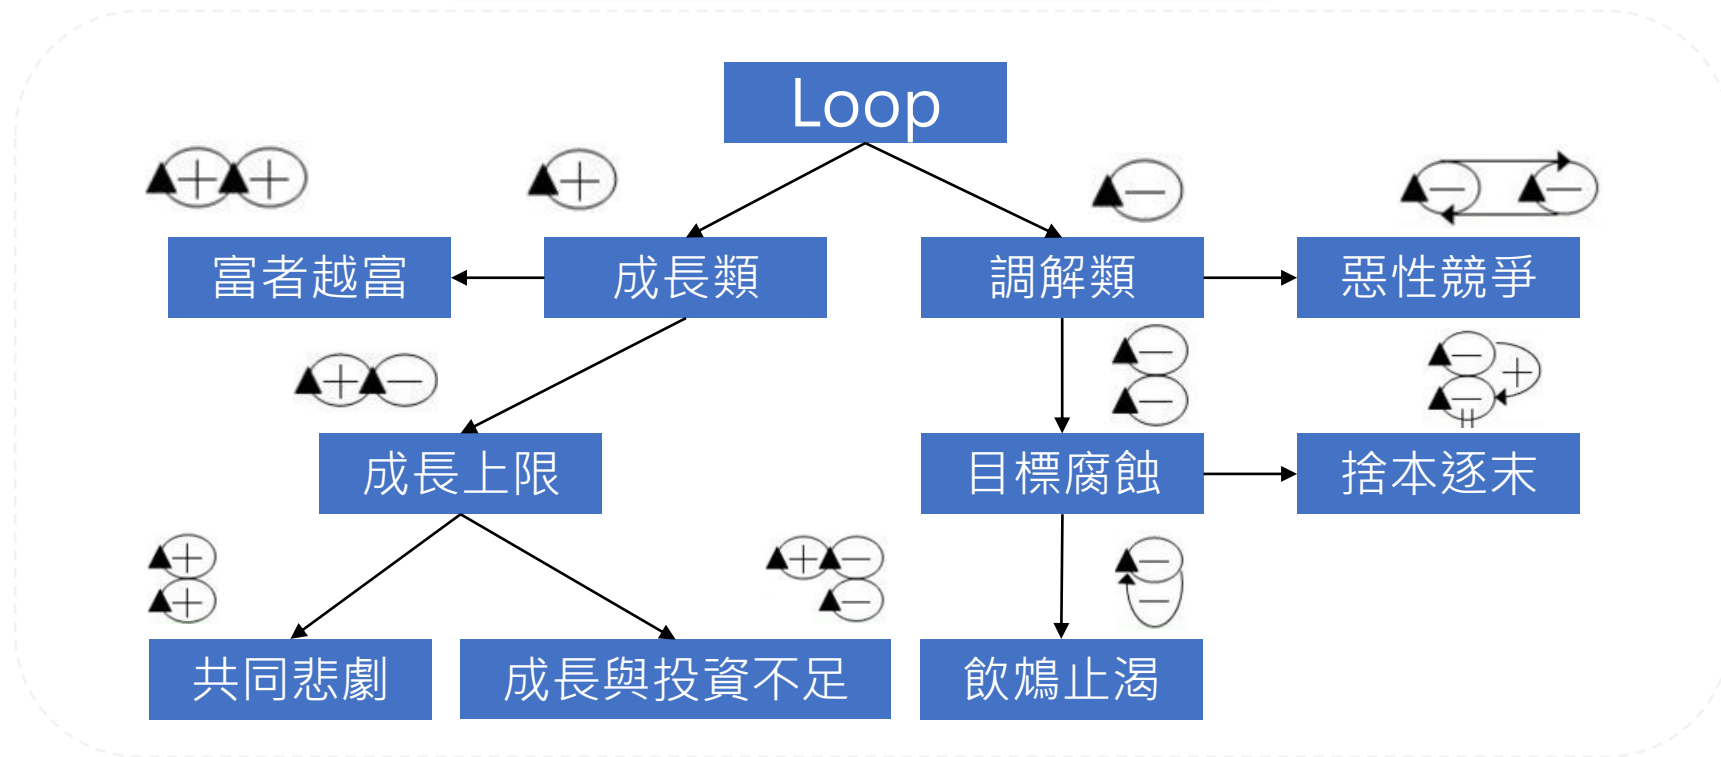 Loop
富者越富
成長類
調解類
惡性競爭
成長上限
目標腐蝕
捨本逐末
共同悲劇
成長與投資不足
飲鴆止渴